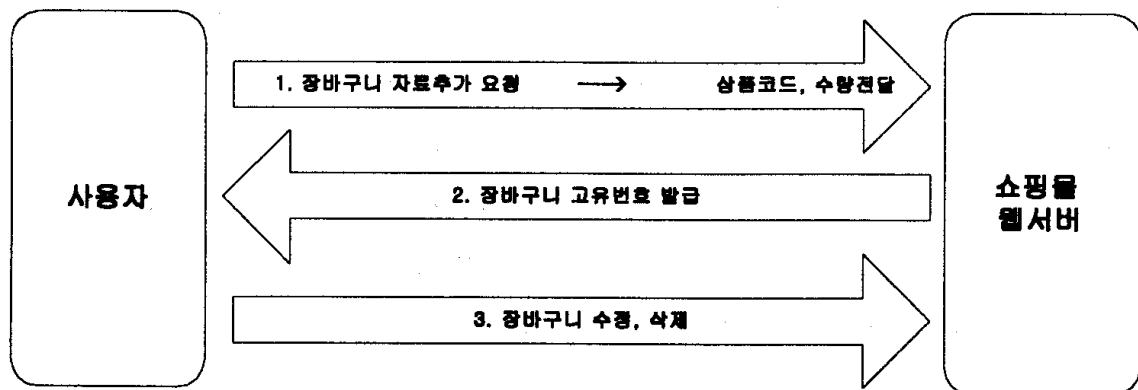 1. 장바구니 자료추가 요청 → 상품코드, 수량전달
사용자
2. 장바구니 고유번호 발급
쇼핑몰
웹서버
3. 장바구니 수정, 삭제